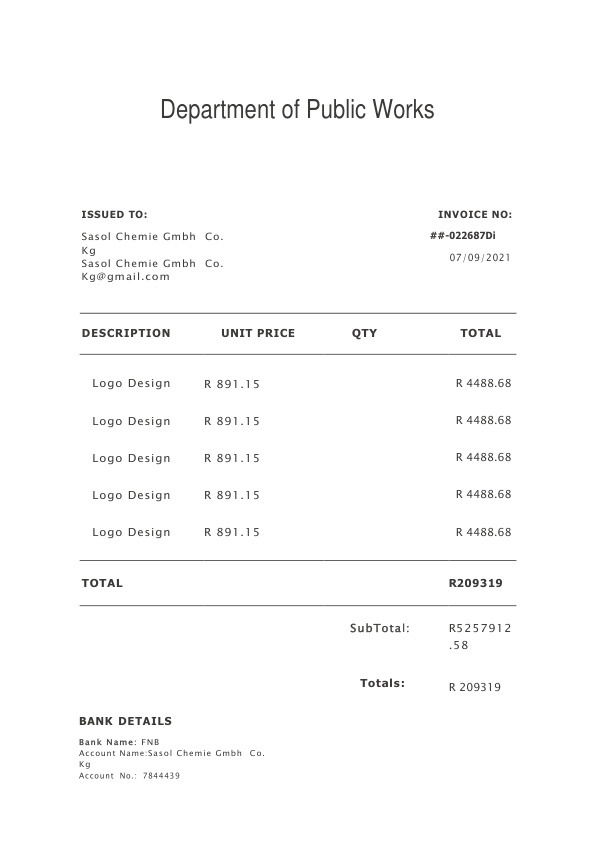 Department of Public Works
ISSUED TO:
INVOICE NO:
Sasol Chemie Gmbh Co.
Kg
Sasol Chemie Gmbh Co.
Kg@gmail.com
##-022687Di
07/09/2021
DESCRIPTION UNIT PRICE QTY TOTAL
Logo Design R 891.15 R 4488.68
Logo Design R 891.15 R 4488.68
Logo Design R 891.15 R 4488.68
Logo Design R 891.15 R 4488.68
Logo Design R 891.15 R 4488.68
TOTAL R209319
SubTotal: R5257912
.58
Totals: R 209319
BANK DETAILS
Bank Name: FNB
Account Name:Sasol Chemie Gmbh Co.
Kg
Account No.: 7844439